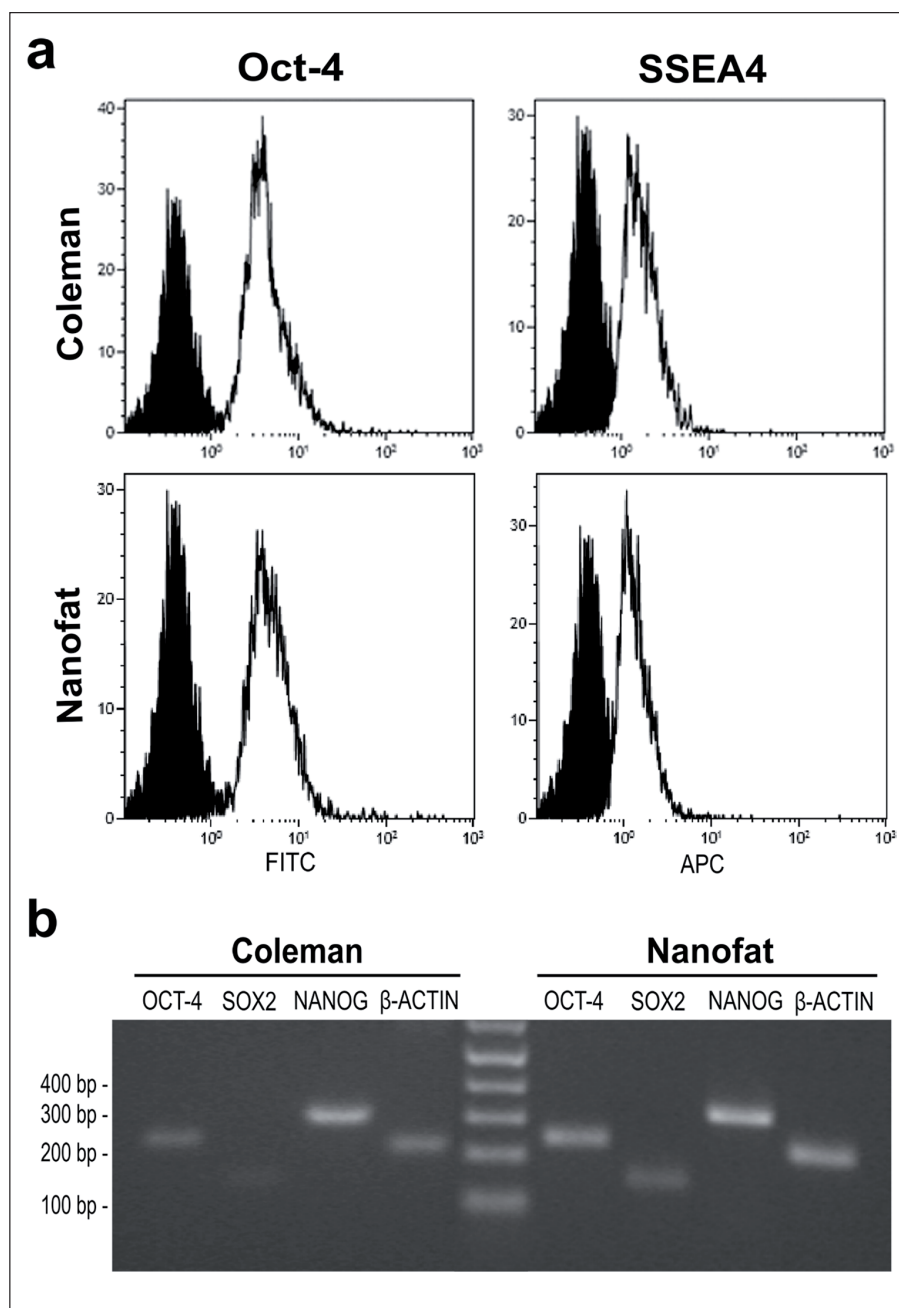 a
Oct-4 SSEA4
Coleman
40
30
20
10
0
10⁰ 10¹ 10² 10³
30
20
10
0
10⁰ 10¹ 10² 10³
Nanofat
30
20
10
0
10⁰ 10¹ 10² 10³
FITC
30
20
10
0
10⁰ 10¹ 10² 10³
APC
b
Coleman Nanofat
OCT-4 SOX2 NANOG β-ACTIN OCT-4 SOX2 NANOG β-ACTIN
400 bp -
300 bp -
200 bp -
100 bp -